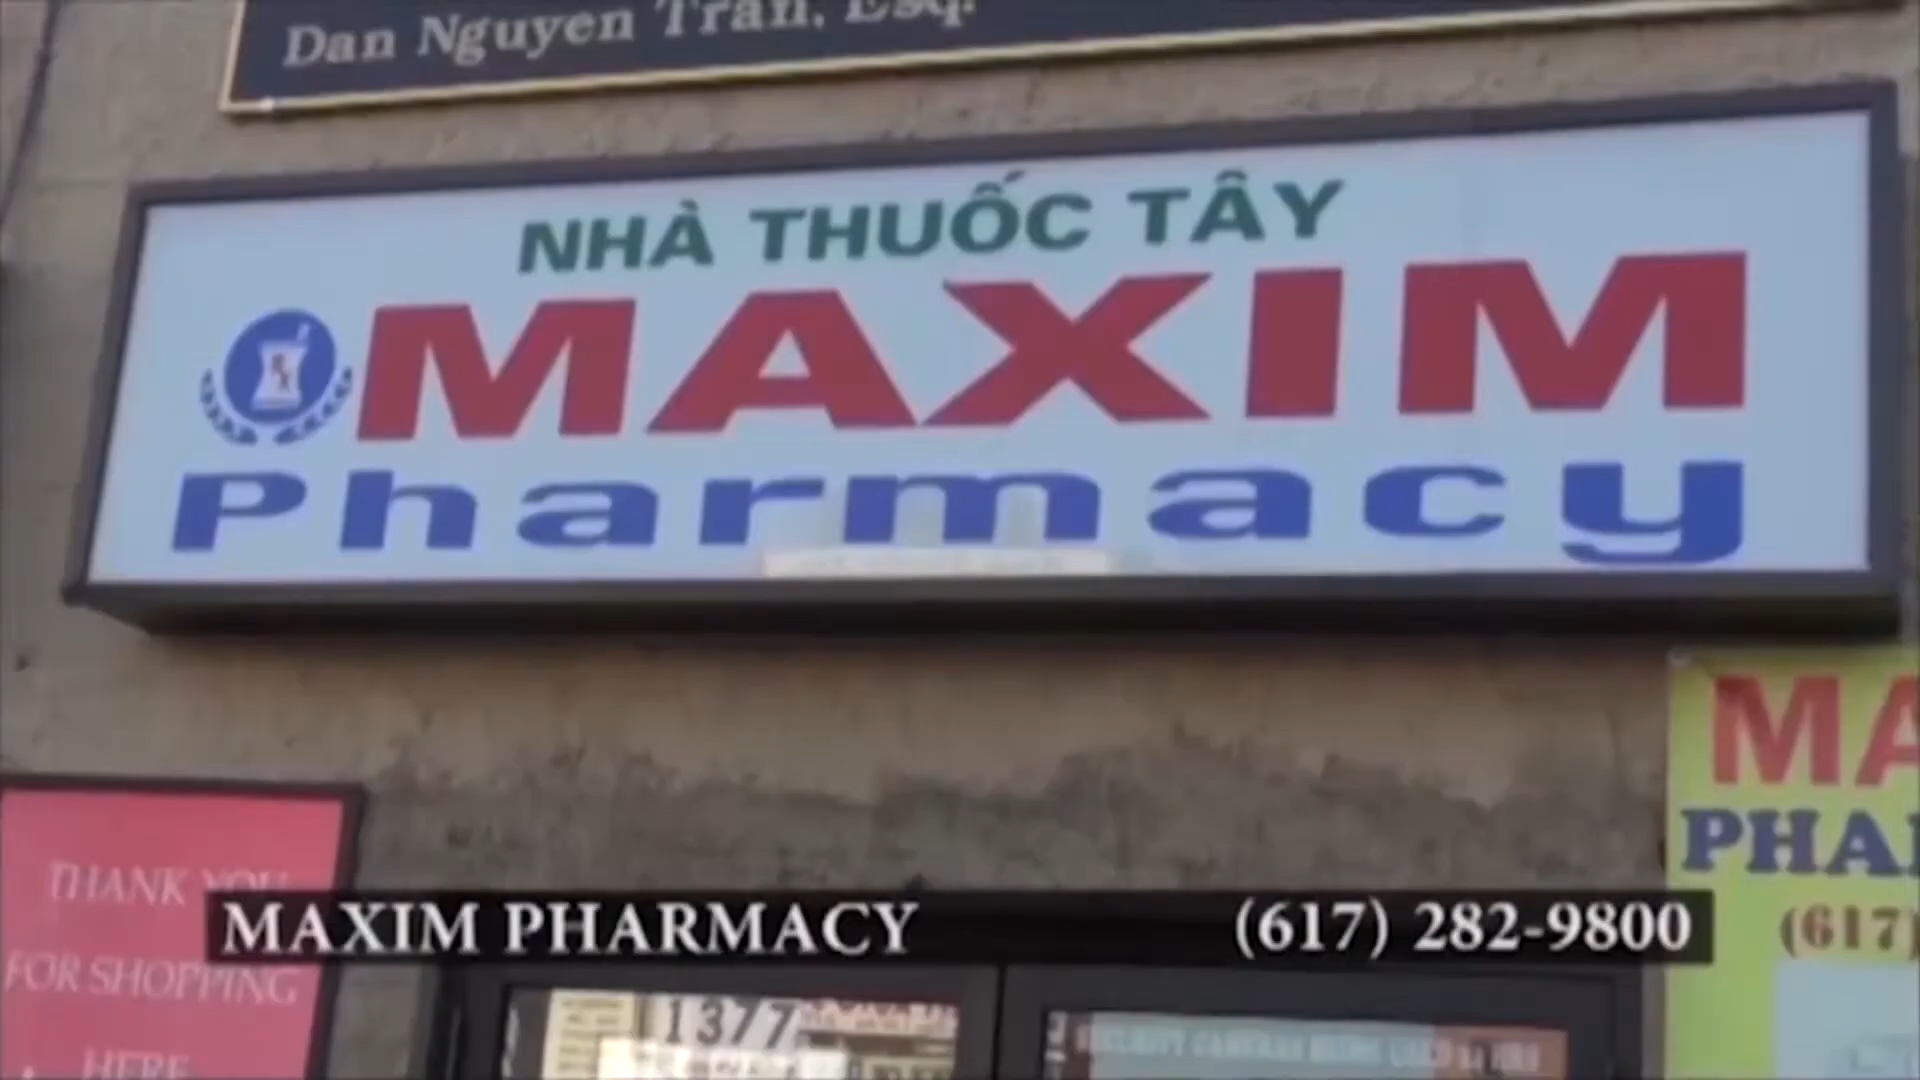 Dan Nguyen Tran, Esq.
NHÀ THUỐC TÂY
MAXIM
Pharmacy
MA
PHA
(617)
THANK YOU
FOR SHOPPING
HERE
MAXIM PHARMACY (617) 282-9800
1377